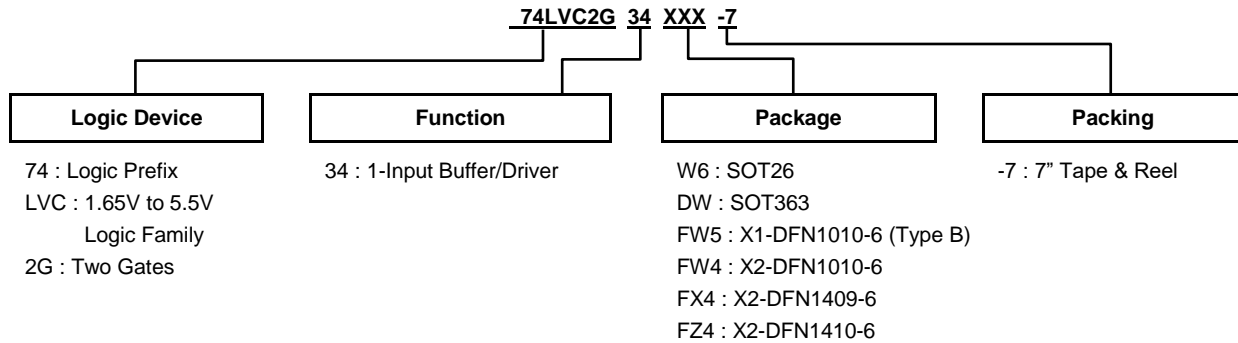 74LVC2G 34 XXX -7
Logic Device
74 : Logic Prefix
LVC : 1.65V to 5.5V
Logic Family
2G : Two Gates
Function
34 : 1-Input Buffer/Driver
Package
W6 : SOT26
DW : SOT363
FW5 : X1-DFN1010-6 (Type B)
FW4 : X2-DFN1010-6
FX4 : X2-DFN1409-6
FZ4 : X2-DFN1410-6
Packing
-7 : 7” Tape & Reel